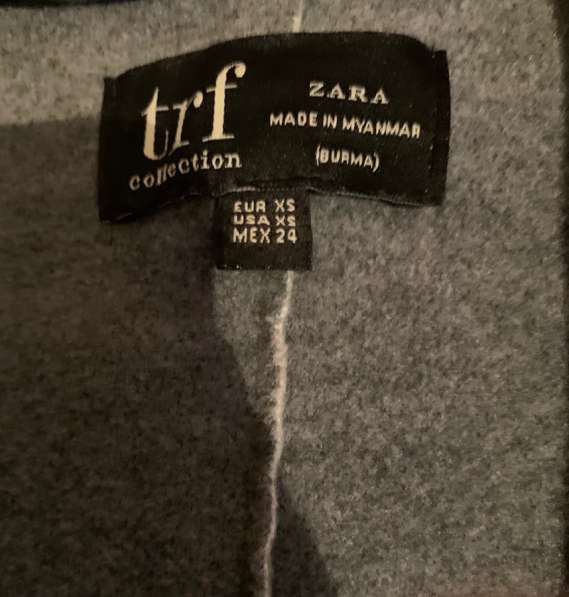 trf
collection
ZARA
MADE IN MYANMAR
(BURMA)
EUR XS
USA XS
MEX 24